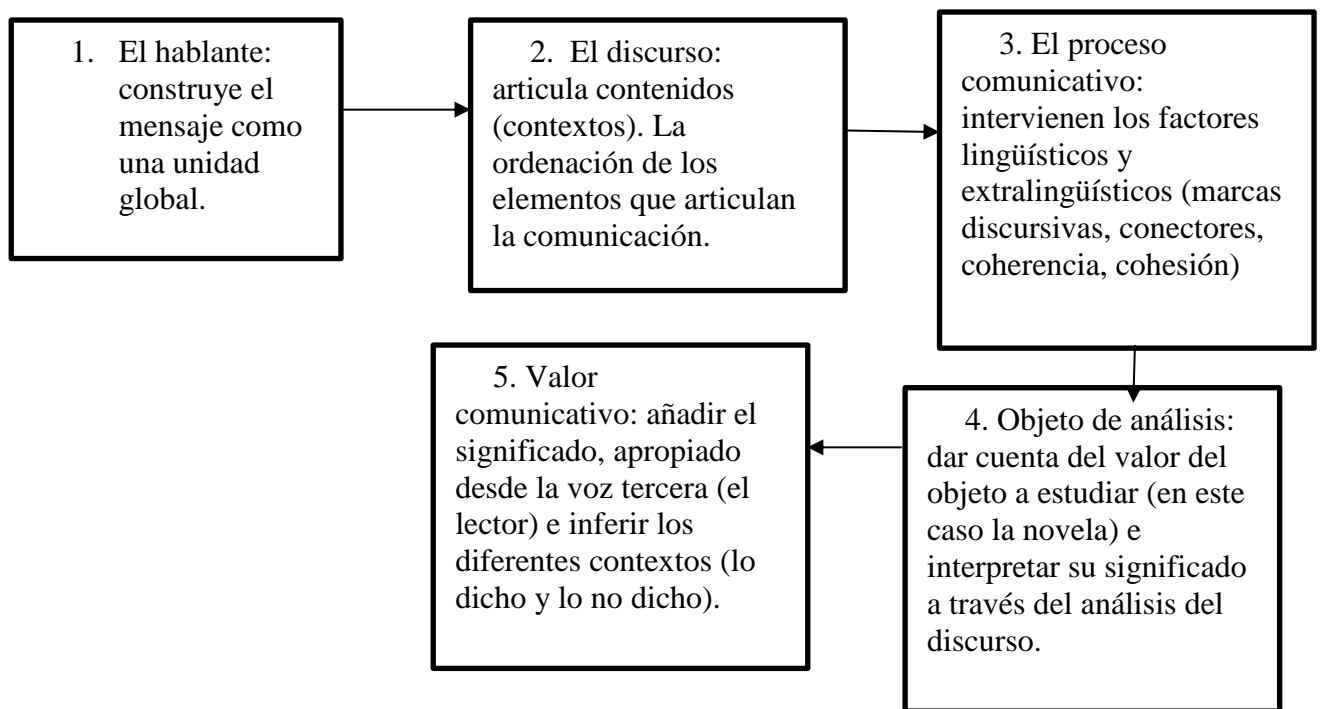 1. El hablante:
construye el
mensaje como
una unidad
global.
2. El discurso:
articula contenidos
(contextos). La
ordenación de los
elementos que articulan
la comunicación.
3. El proceso
comunicativo:
intervienen los factores
lingüísticos y
extralingüísticos (marcas
discursivas, conectores,
coherencia, cohesión)
4. Objeto de análisis:
dar cuenta del valor del
objeto a estudiar (en este
caso la novela) e
interpretar su significado
a través del análisis del
discurso.
5. Valor
comunicativo: añadir el
significado, apropiado
desde la voz tercera (el
lector) e inferir los
diferentes contextos (lo
dicho y lo no dicho).